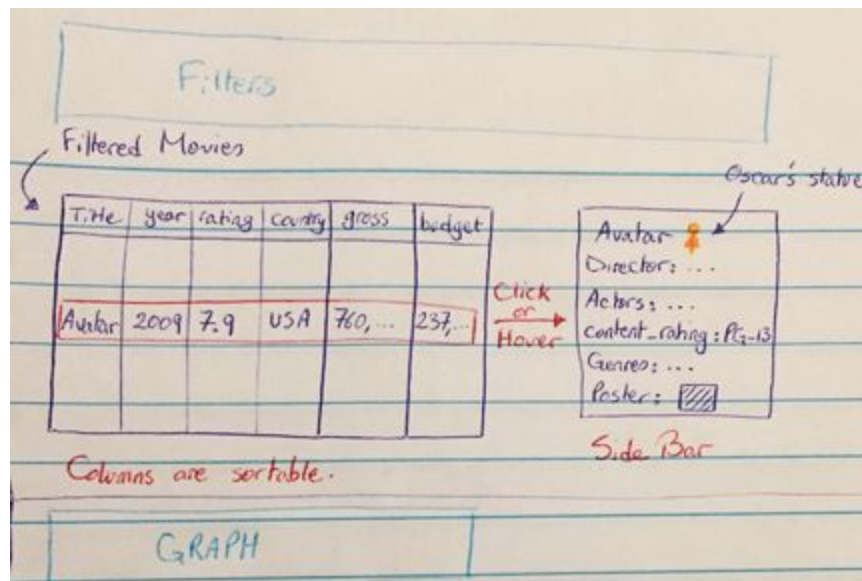 Filters
Filtered Movies
Oscar's statue
Title year rating country gross budget
Avatar 2009 7.9 USA 760,... 237,...
Click
or
Hover
Avatar
Director: ...
Actors: ...
content_rating: PG-13
Genres: ...
Poster:
Side Bar
Columns are sortable.
GRAPH